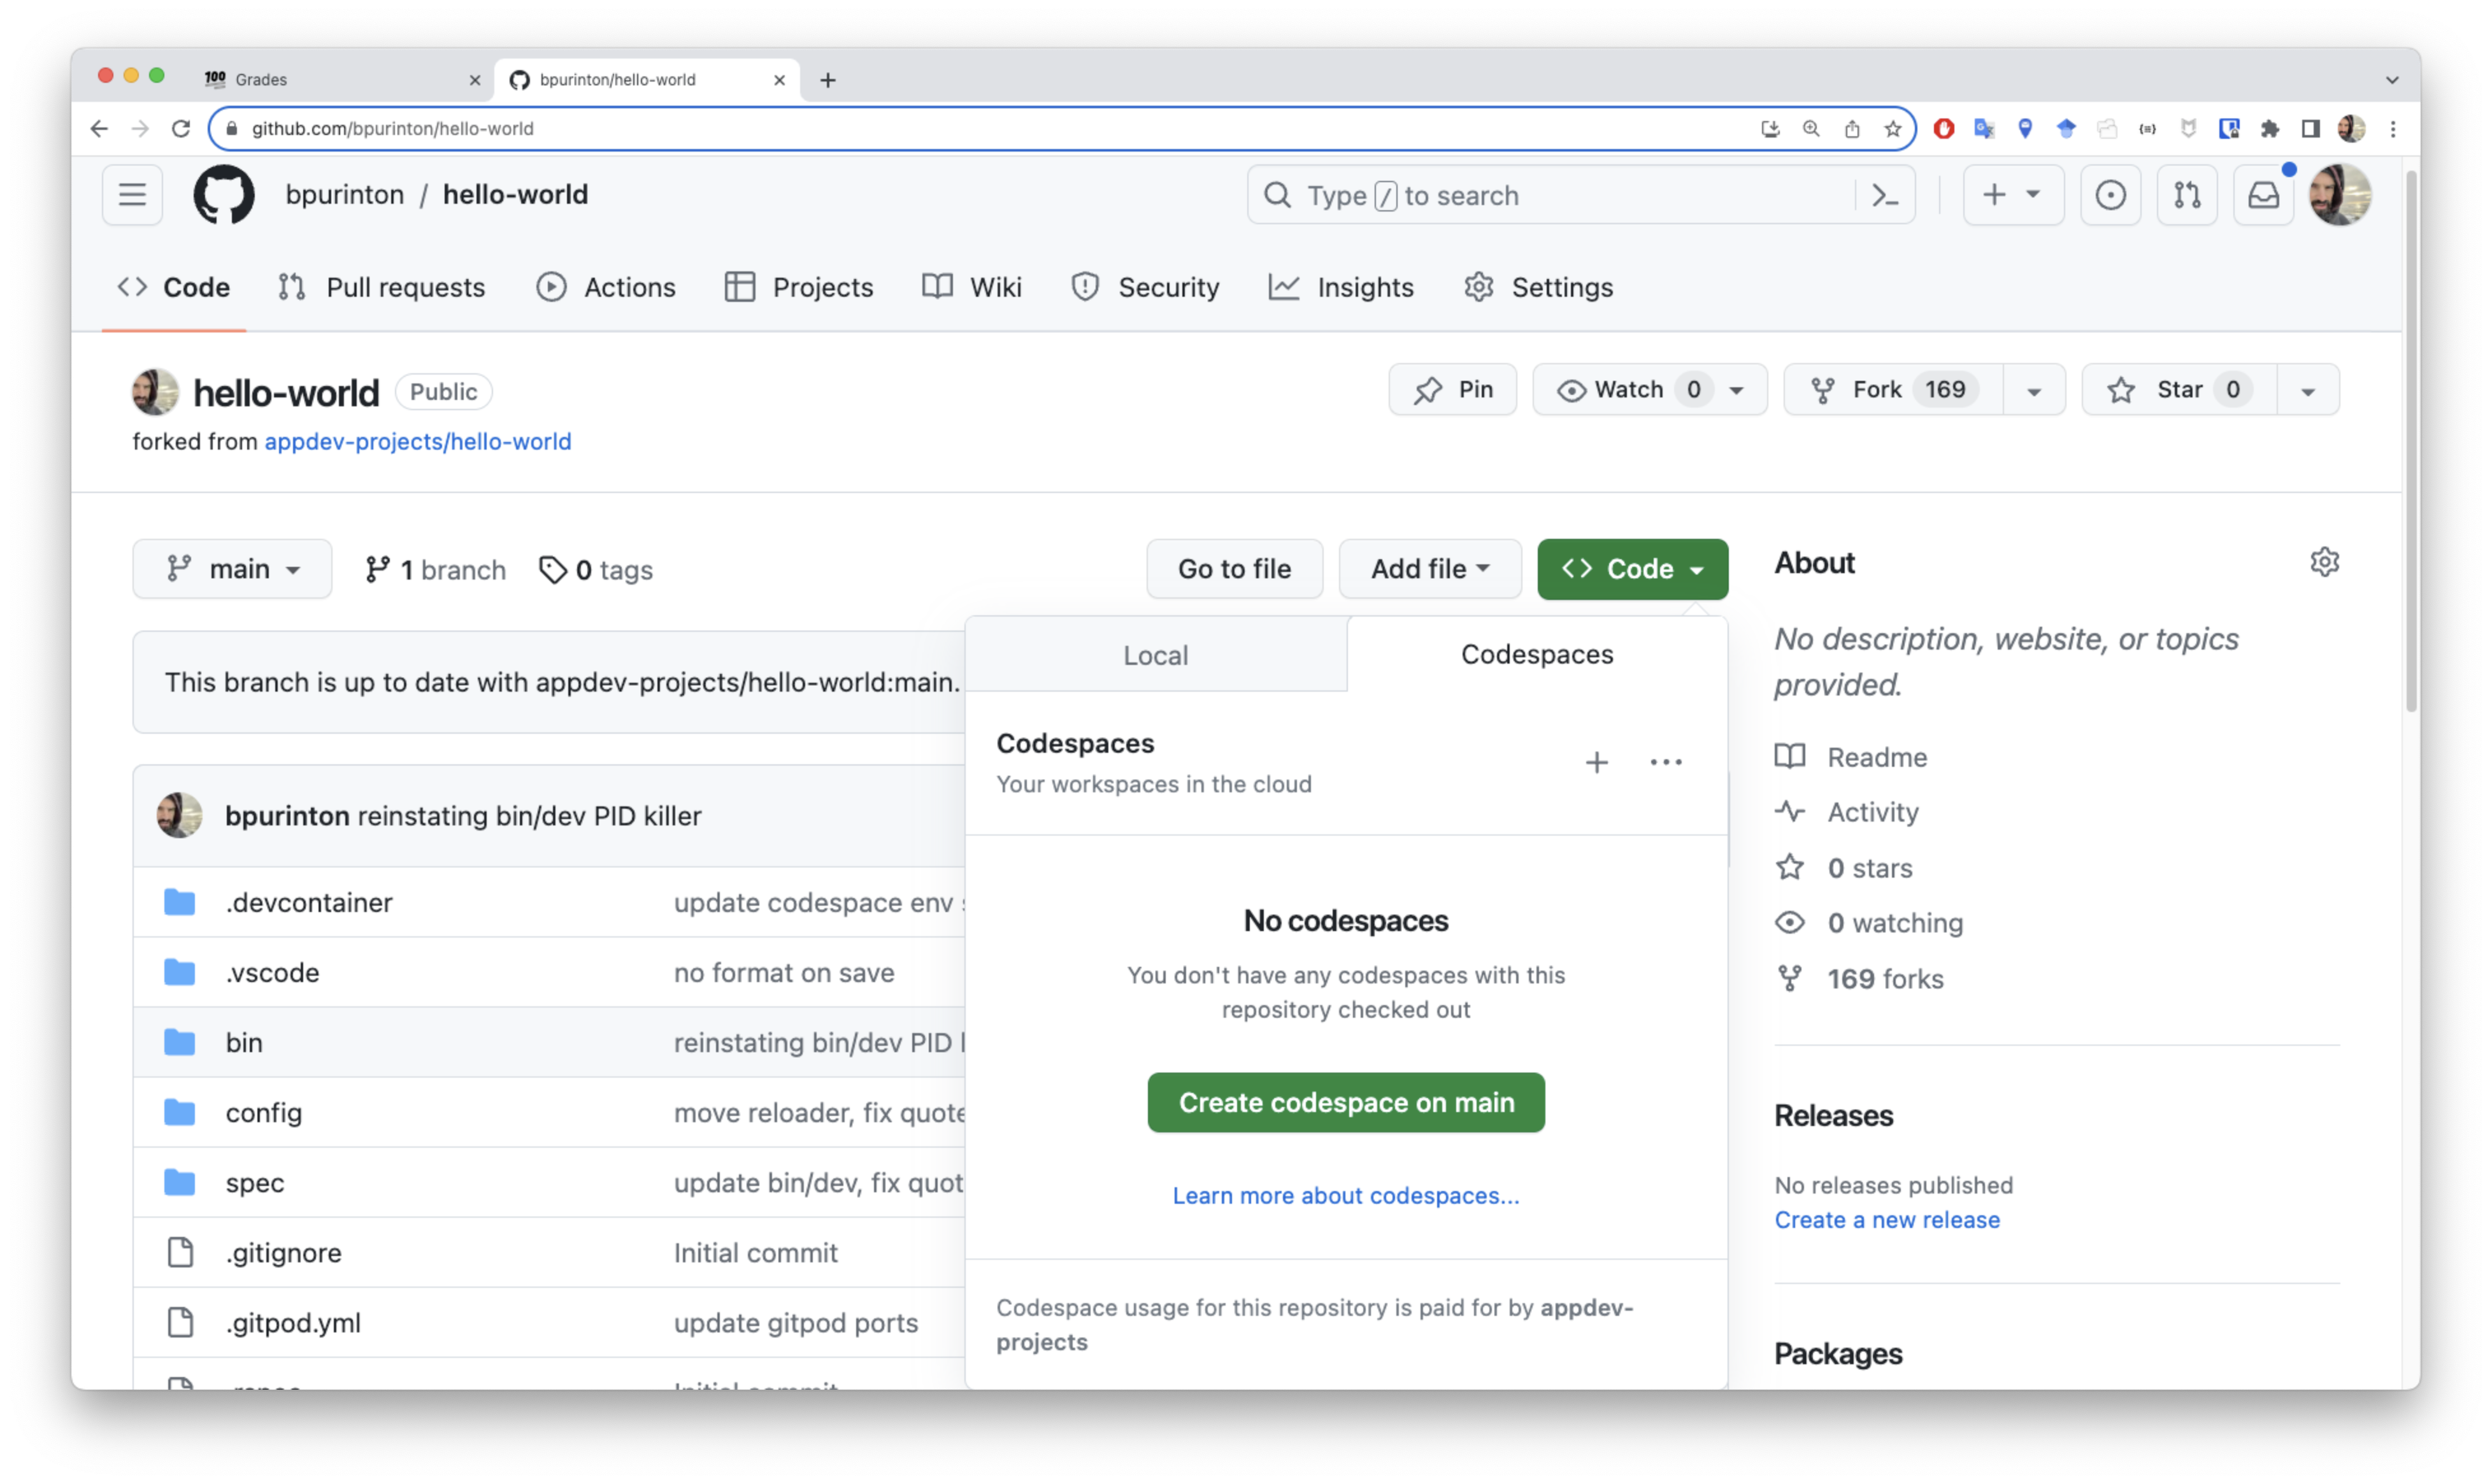 100 Grades
bpurinton/hello-world
github.com/bpurinton/hello-world
bpurinton / hello-world
Type / to search
Code
Pull requests
Actions
Projects
Wiki
Security
Insights
Settings
hello-world Public
Pin
Watch 0
Fork 169
Star 0
forked from appdev-projects/hello-world
main
1 branch
0 tags
Go to file
Add file
Code
This branch is up to date with appdev-projects/hello-world:main.
bpurinton reinstating bin/dev PID killer
.devcontainer update codespace env
.vscode no format on save
bin reinstating bin/dev PID
config move reloader, fix quote
spec update bin/dev, fix quot
.gitignore Initial commit
.gitpod.yml update gitpod ports
Local
Codespaces
Codespaces
Your workspaces in the cloud
No codespaces
You don't have any codespaces with this
repository checked out
Create codespace on main
Learn more about codespaces...
Codespace usage for this repository is paid for by appdev-
projects
About
No description, website, or topics
provided.
Readme
Activity
0 stars
0 watching
169 forks
Releases
No releases published
Create a new release
Packages